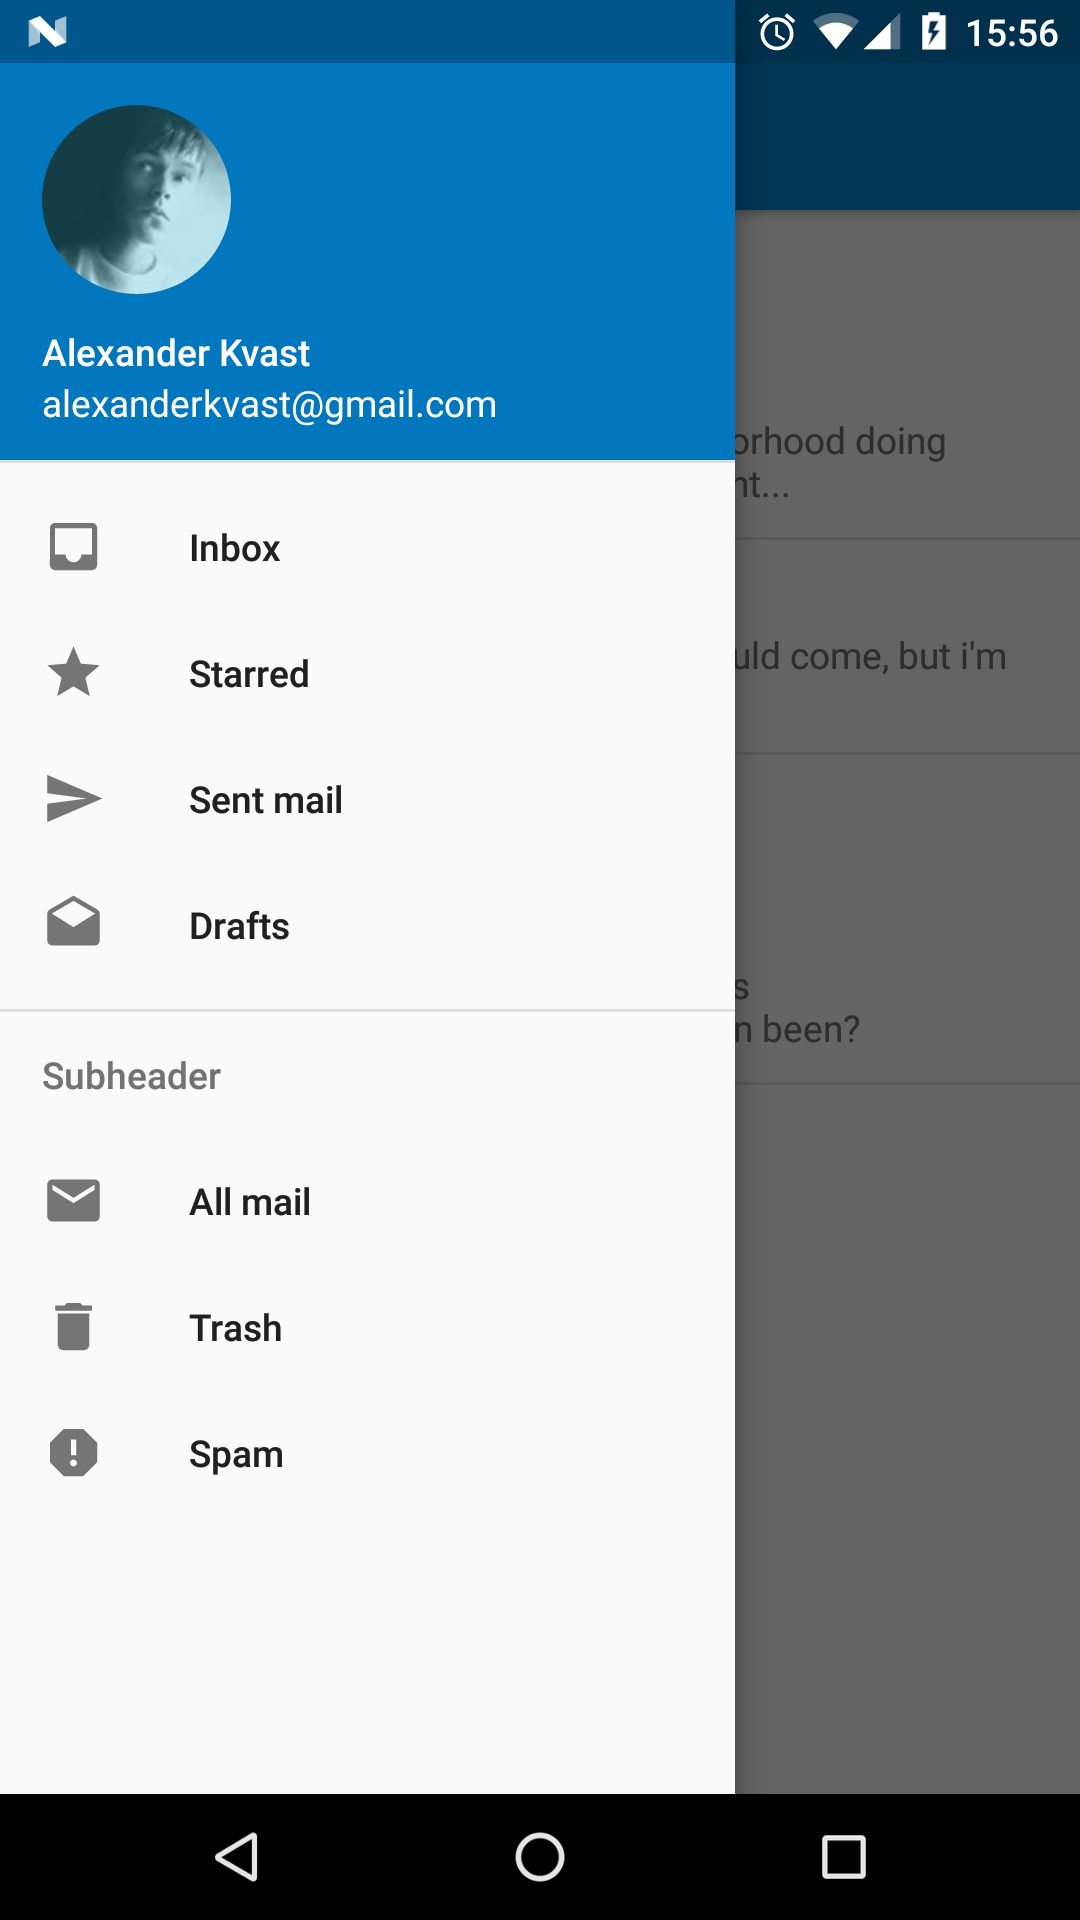 15:56
Alexander Kvast
alexanderkvast@gmail.com
orhood doing
nt...
Inbox
uld come, but i'm
Starred
Sent mail
Drafts
s
n been?
Subheader
All mail
Trash
Spam